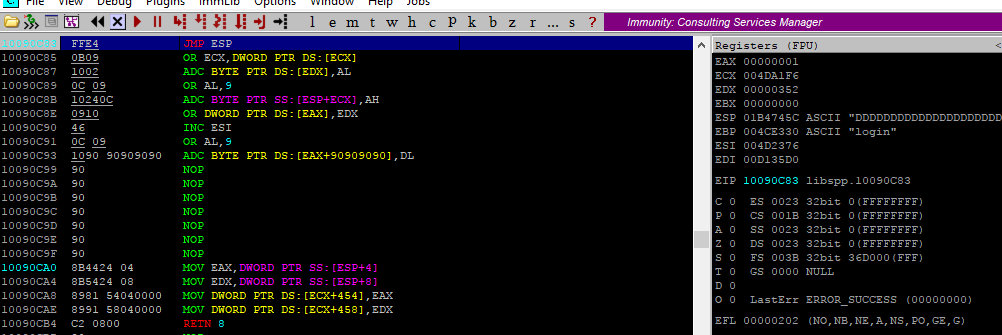 File View Debug Plugins ImmLib Options Window Help Jobs
l e m t w h c p k b z r ... s ?
Immunity: Consulting Services Manager
10090C83 FFE4 JMP ESP
10090C85 0B09 OR ECX,DWORD PTR DS:[ECX]
10090C87 1002 ADC BYTE PTR DS:[EDX],AL
10090C89 0C 09 OR AL,9
10090C8B 10240C ADC BYTE PTR SS:[ESP+ECX],AH
10090C8E 0910 OR DWORD PTR DS:[EAX],EDX
10090C90 46 INC ESI
10090C91 0C 09 OR AL,9
10090C93 1090 90909090 ADC BYTE PTR DS:[EAX+90909090],DL
10090C99 90 NOP
10090C9A 90 NOP
10090C9B 90 NOP
10090C9C 90 NOP
10090C9D 90 NOP
10090C9E 90 NOP
10090C9F 90 NOP
10090CA0 8B4424 04 MOV EAX,DWORD PTR SS:[ESP+4]
10090CA4 8B5424 08 MOV EDX,DWORD PTR SS:[ESP+8]
10090CA8 8981 54040000 MOV DWORD PTR DS:[ECX+454],EAX
10090CAE 8991 58040000 MOV DWORD PTR DS:[ECX+458],EDX
10090CB4 C2 0800 RETN 8
Registers (FPU) <
EAX 00000001
ECX 004DA1F6
EDX 00000352
EBX 00000000
ESP 01B4745C ASCII "DDDDDDDDDDDDDDDDDDDDDD
EBP 004CE330 ASCII "login"
ESI 004D2376
EDI 00D135D0
EIP 10090C83 libspp.10090C83
C 0 ES 0023 32bit 0(FFFFFFFF)
P 0 CS 001B 32bit 0(FFFFFFFF)
A 0 SS 0023 32bit 0(FFFFFFFF)
Z 0 DS 0023 32bit 0(FFFFFFFF)
S 0 FS 003B 32bit 36D000(FFF)
T 0 GS 0000 NULL
D 0
O 0 LastErr ERROR_SUCCESS (00000000)
EFL 00000202 (NO,NB,NE,A,NS,PO,GE,G)